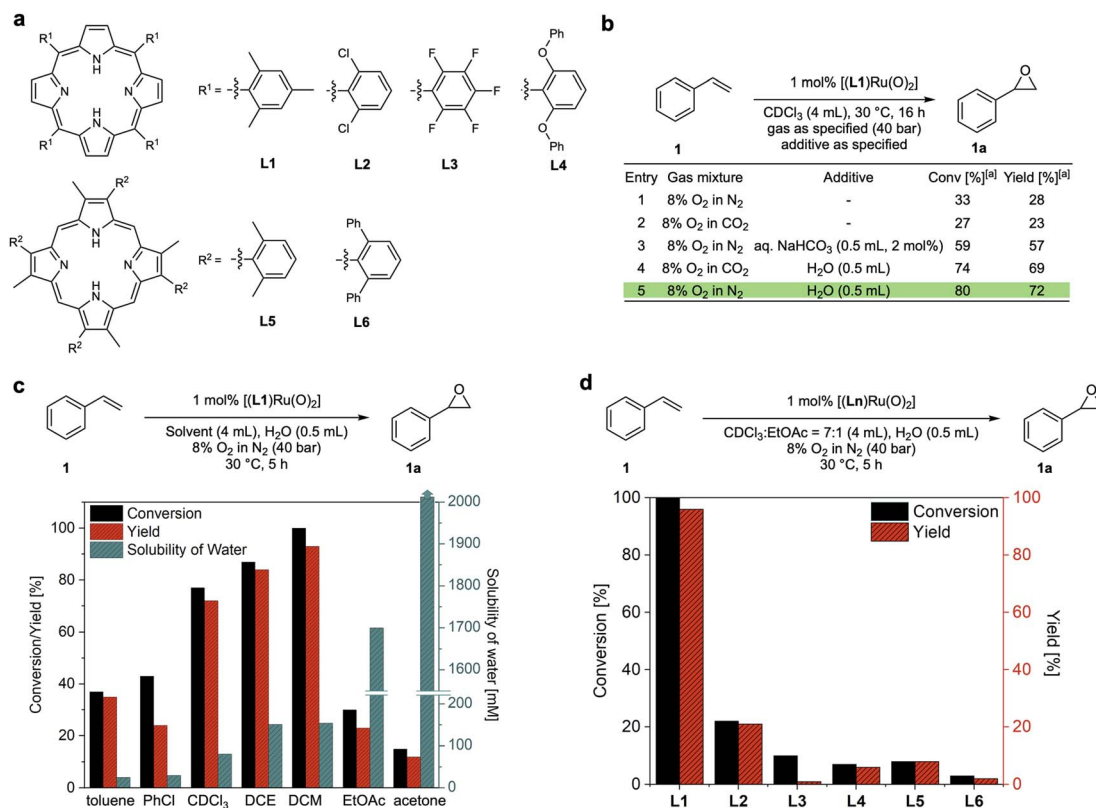 a
R¹ R¹
NH
N N
HN
R¹ R¹
R¹ =
L1
Cl
Cl
L2
F
F F
F F
L3
Ph
O
O
Ph
L4
R²
NH
R² N N
HN R²
R²
R² =
L5
Ph
Ph
L6
b
1 mol% [(L1)Ru(O)₂]
CDCl₃ (4 mL), 30 °C, 16 h
gas as specified (40 bar)
additive as specified
O
1 1a
Entry Gas mixture Additive Conv [%][a] Yield [%][a]
1 8% O₂ in N₂ - 33 28
2 8% O₂ in CO₂ - 27 23
3 8% O₂ in N₂ aq. NaHCO₃ (0.5 mL, 2 mol%) 59 57
4 8% O₂ in CO₂ H₂O (0.5 mL) 74 69
5 8% O₂ in N₂ H₂O (0.5 mL) 80 72
c
1 mol% [(L1)Ru(O)₂]
Solvent (4 mL), H₂O (0.5 mL)
8% O₂ in N₂ (40 bar)
30 °C, 5 h
O
1 1a
Conversion
Yield
Solubility of Water
Conversion/Yield [%]
100
80
60
40
20
0
Solubility of water [mM]
2000
1900
1800
1700
1600
200
100
0
toluene PhCl CDCl₃ DCE DCM EtOAc acetone
d
1 mol% [(Ln)Ru(O)₂]
CDCl₃:EtOAc = 7:1 (4 mL), H₂O (0.5 mL)
8% O₂ in N₂ (40 bar)
30 °C, 5 h
O
1 1a
Conversion
Yield
Conversion [%]
100
80
60
40
20
0
Yield [%]
100
80
60
40
20
0
L1 L2 L3 L4 L5 L6